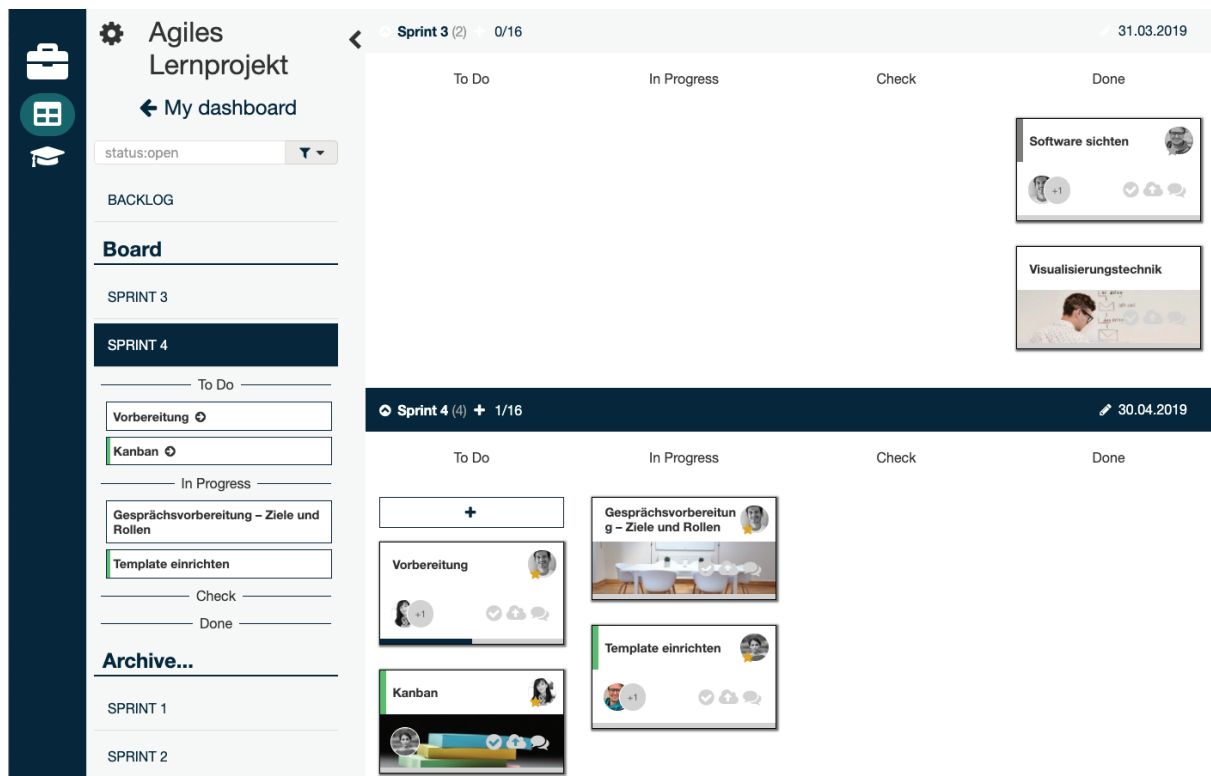 Agiles
Lernprojekt
My dashboard
status:open
BACKLOG
Board
SPRINT 3
SPRINT 4
To Do
Vorbereitung
Kanban
In Progress
Gesprächsvorbereitung – Ziele und
Rollen
Template einrichten
Check
Done
Archive...
SPRINT 1
SPRINT 2
Sprint 3 (2) + 0/16 31.03.2019
To Do In Progress Check Done
Software sichten
+1
Visualisierungstechnik
Sprint 4 (4) + 1/16 30.04.2019
To Do In Progress Check Done
+
Vorbereitung
+1
Kanban
Gesprächsvorbereitun
g – Ziele und Rollen
Template einrichten
+1